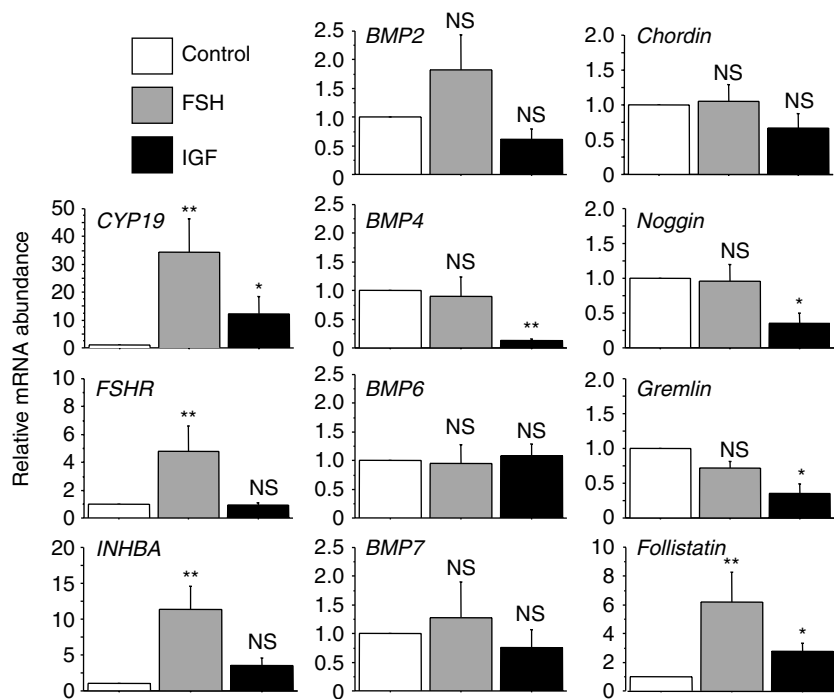 Control
FSH
IGF
Relative mRNA abundance
CYP19
50
40
30
20
10
0
**
*
FSHR
10
8
6
4
2
0
**
NS
INHBA
20
15
10
5
0
**
NS
BMP2
2.5
2.0
1.5
1.0
0.5
0
NS
NS
BMP4
2.5
2.0
1.5
1.0
0.5
0
NS
**
BMP6
2.5
2.0
1.5
1.0
0.5
0
NS
NS
BMP7
2.5
2.0
1.5
1.0
0.5
0
NS
NS
Chordin
2.0
1.5
1.0
0.5
0
NS
NS
Noggin
2.0
1.5
1.0
0.5
0
NS
*
Gremlin
2.0
1.5
1.0
0.5
0
NS
*
Follistatin
10
8
6
4
2
0
**
*